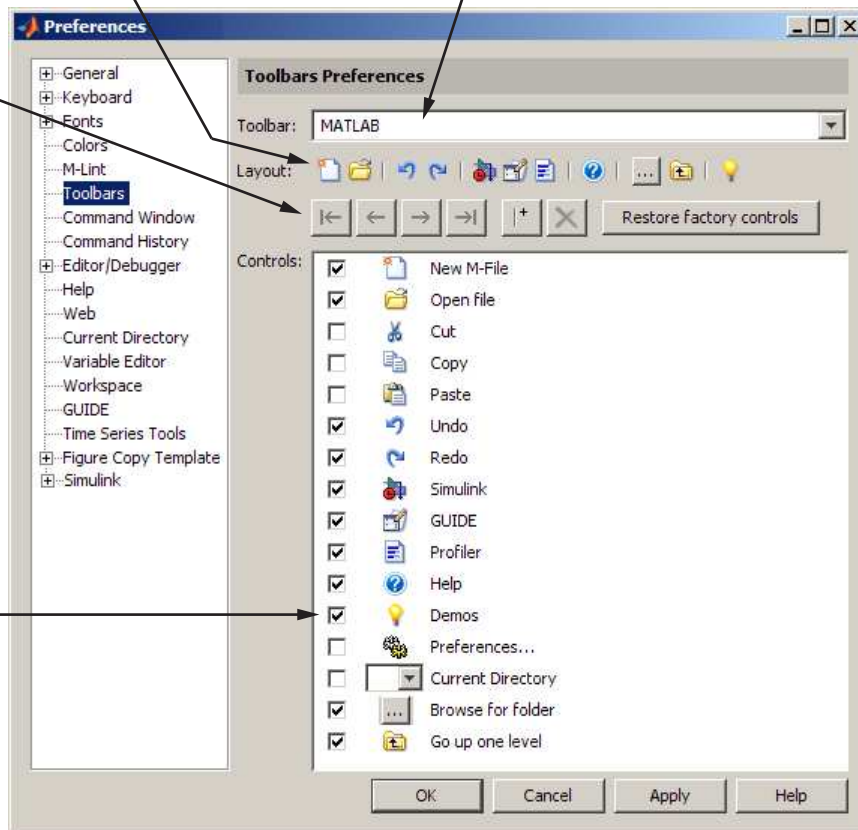 Preferences
General
Keyboard
Fonts
Colors
M-Lint
Toolbars
Command Window
Command History
Editor/Debugger
Help
Web
Current Directory
Variable Editor
Workspace
GUIDE
Time Series Tools
Figure Copy Template
Simulink
Toolbars Preferences
Toolbar: MATLAB
Layout: ...
Restore factory controls
Controls:
New M-File
Open file
Cut
Copy
Paste
Undo
Redo
Simulink
GUIDE
Profiler
Help
Demos
Preferences...
Current Directory
... Browse for folder
Go up one level
OK Cancel Apply Help